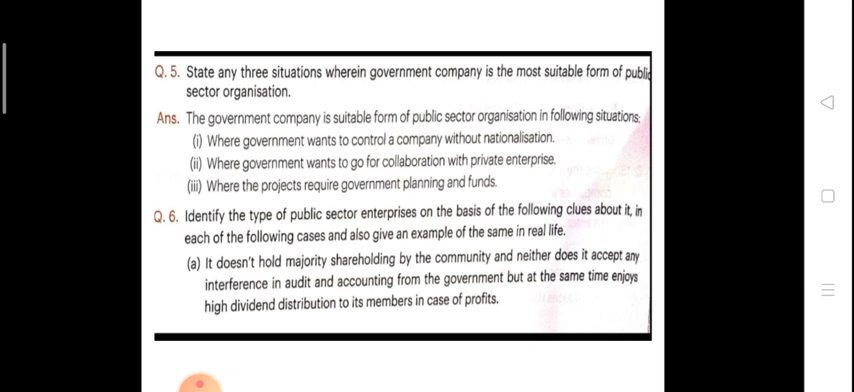 Q. 5. State any three situations wherein government company is the most suitable form of public
sector organisation.
Ans. The government company is suitable form of public sector organisation in following situations:
(i) Where government wants to control a company without nationalisation.
(ii) Where government wants to go for collaboration with private enterprise.
(iii) Where the projects require government planning and funds.
Q. 6. Identify the type of public sector enterprises on the basis of the following clues about it, in
each of the following cases and also give an example of the same in real life.
(a) It doesn't hold majority shareholding by the community and neither does it accept any
interference in audit and accounting from the government but at the same time enjoys
high dividend distribution to its members in case of profits.